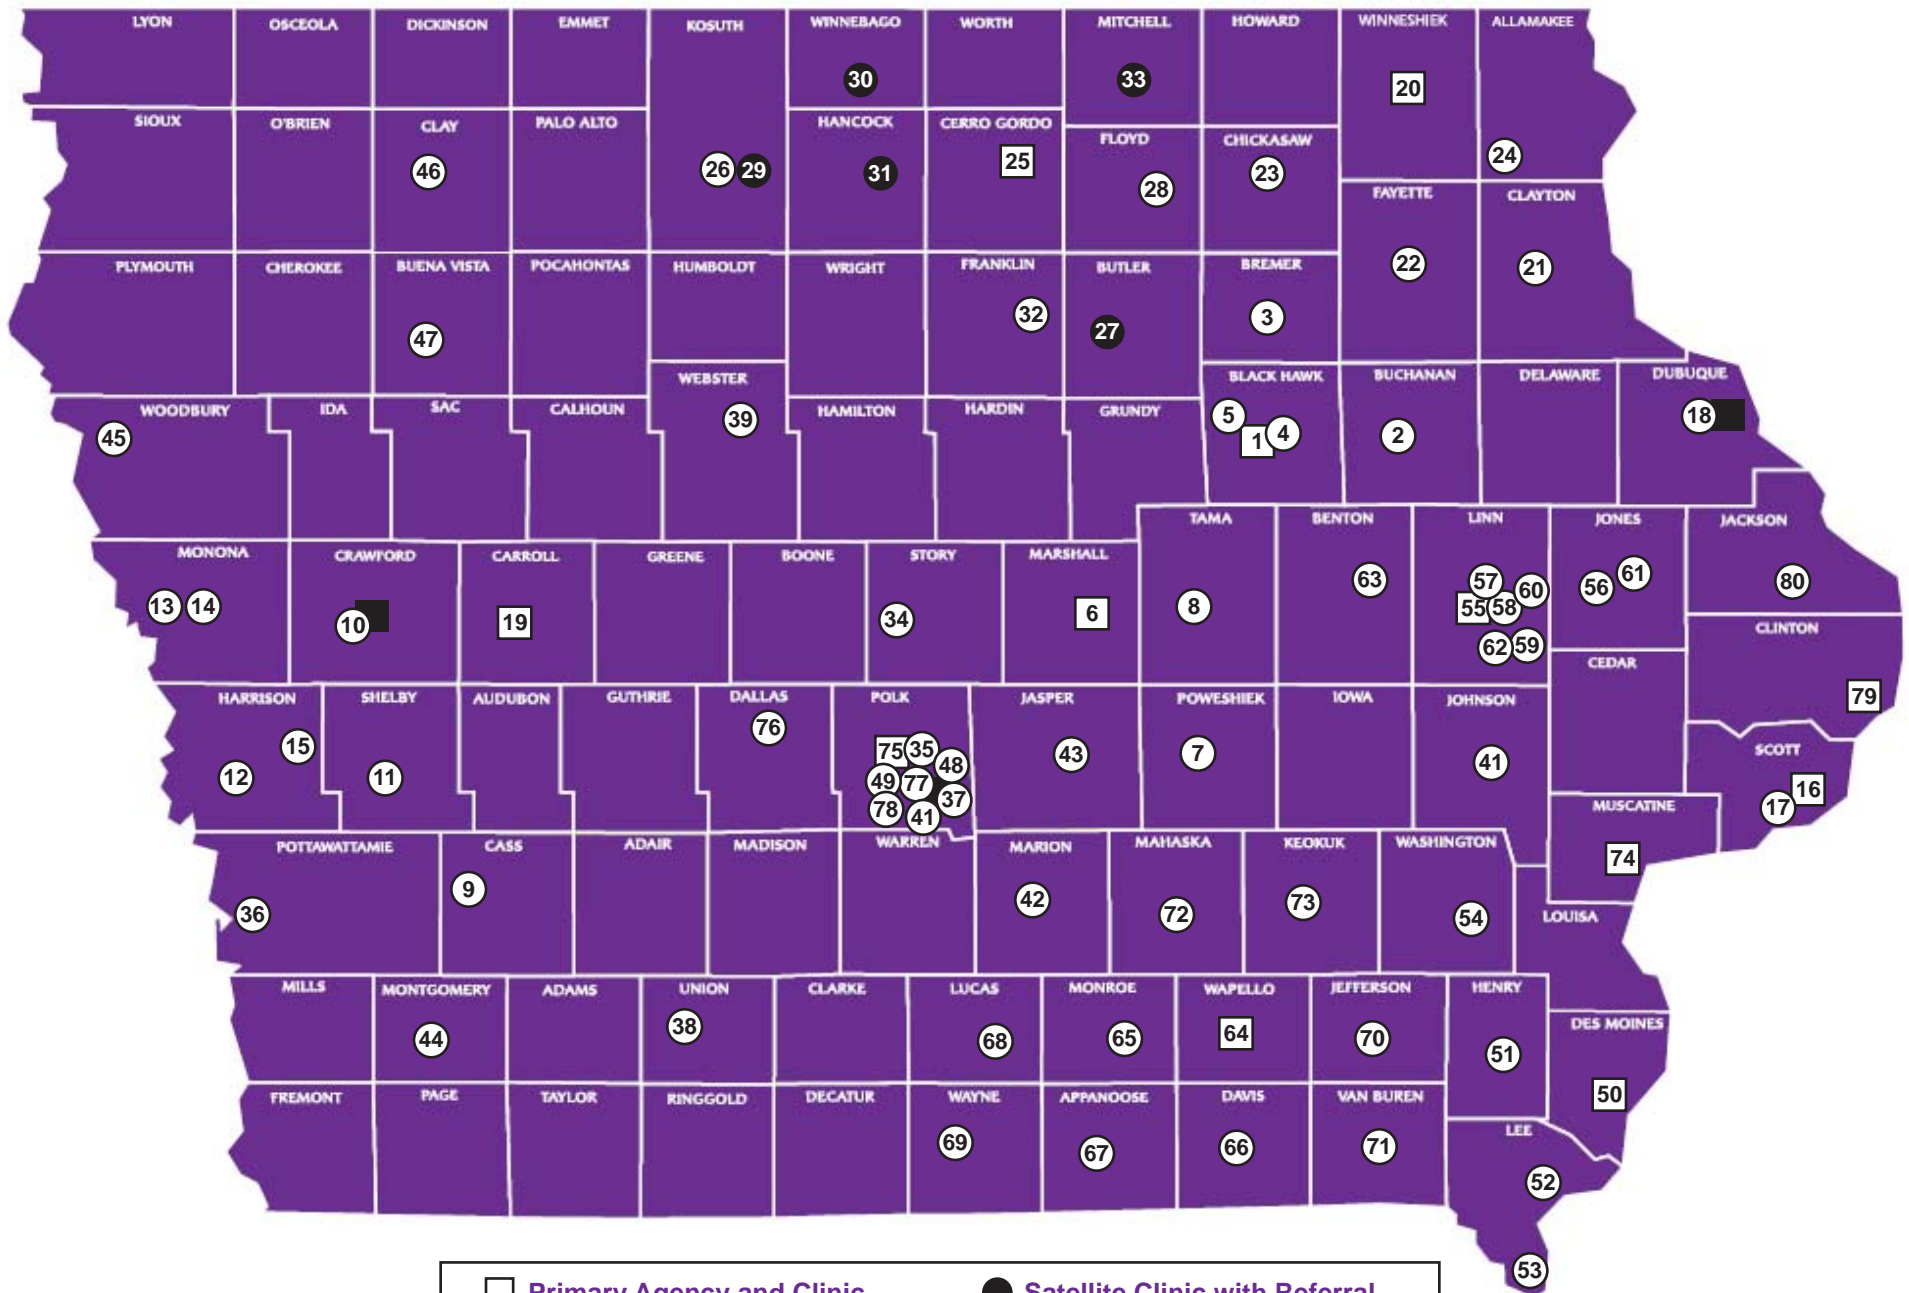 LYON OSCEOLA DICKINSON EMMET KOSUTH WINNEBAGO WORTH MITCHELL HOWARD WINNESHIEK ALLAMAKEE
30 33 20
SIOUX O'BRIEN CLAY PALO ALTO HANCOCK CERRO GORDO FLOYD CHICKASAW
46 26 29 31 25 28 23 24
FAYETTE CLAYTON
22 21
PLYMOUTH CHEROKEE BUENA VISTA POCAHONTAS HUMBOLDT WRIGHT FRANKLIN BUTLER BREMER
47 32 27 3
WEBSTER BLACK HAWK BUCHANAN DELAWARE DUBUQUE
WOODBURY IDA SAC CALHOUN HAMILTON HARDIN GRUNDY
45 39 5 1 4 2 18
TAMA BENTON LINN JONES JACKSON
MONONA CRAWFORD CARROLL GREENE BOONE STORY MARSHALL
13 14 10 19 34 6 8 63 57 60 55 58 62 59 56 61 80
CLINTON
79
CEDAR
HARRISON SHELBY AUDUBON GUTHRIE DALLAS POLK JASPER POWESHIEK IOWA JOHNSON
15 12 11 76 75 35 48 49 77 37 78 41 43 7 41
SCOTT
16 17
MUSCATINE
74
POTTAWATTAMIE CASS ADAIR MADISON WARREN MARION MAHASKA KEOKUK WASHINGTON
36 9 42 72 73 54
LOUISA
MILLS MONTGOMERY ADAMS UNION CLARKE LUCAS MONROE WAPELLO JEFFERSON HENRY
44 38 68 65 64 70 51
DES MOINES
50
FREMONT PAGE TAYLOR RINGGOLD DECATUR WAYNE APPANOOSE DAVIS VAN BUREN
69 67 66 71
LEE
52
53
Primary Agency and Clinic Satellite Clinic with Referral